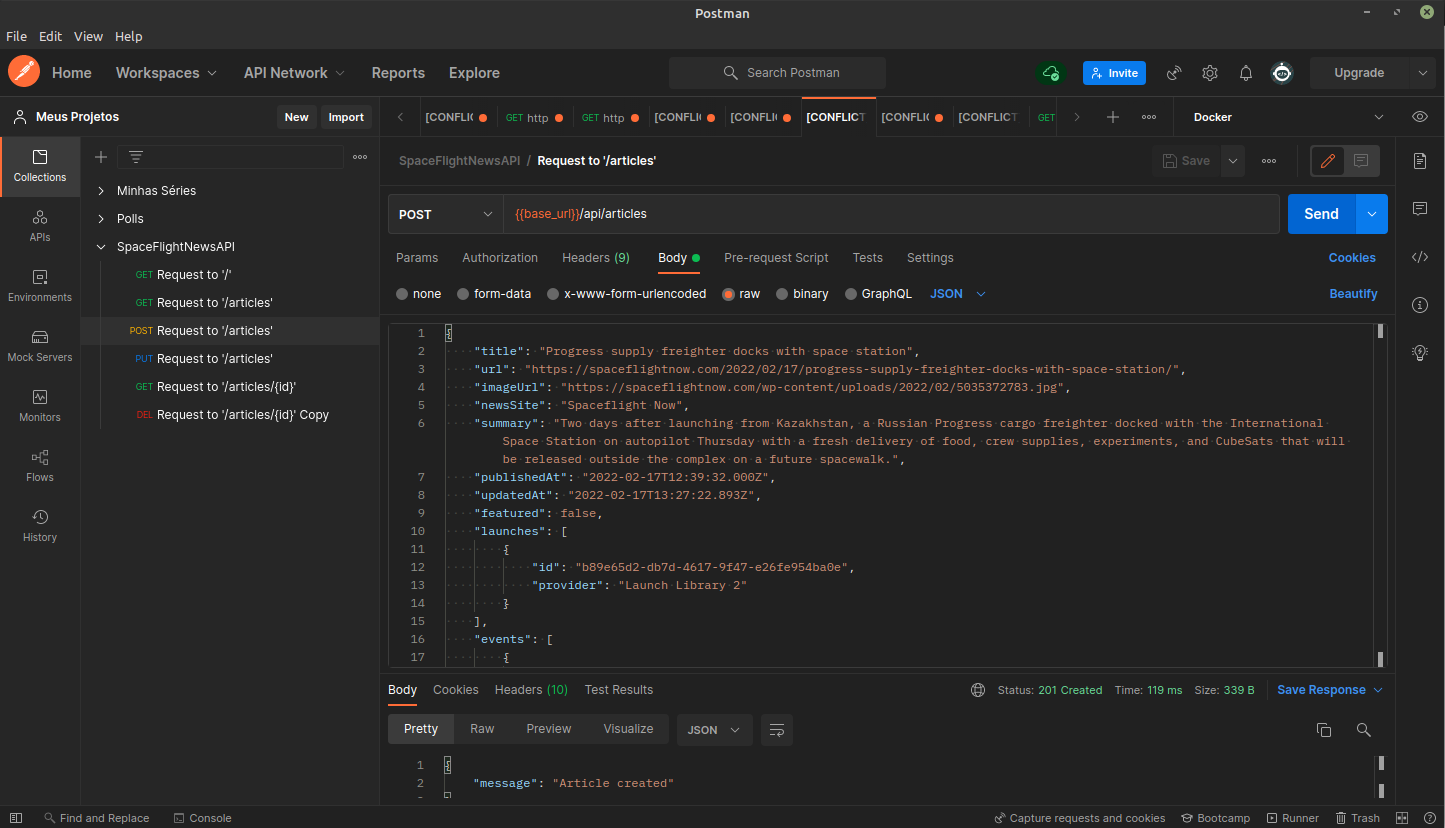 Postman
File Edit View Help
Home Workspaces API Network Reports Explore Search Postman Invite Upgrade
Meus Projetos New Import [CONFLIC GET http GET http [CONFLIC [CONFLIC [CONFLICT [CONFLIC [CONFLICT GET Docker
SpaceFlightNewsAPI / Request to '/articles' Save
Collections
APIs
Environments
Mock Servers
Monitors
Flows
History
Minhas Séries
Polls
SpaceFlightNewsAPI
GET Request to '/'
GET Request to '/articles'
POST Request to '/articles'
PUT Request to '/articles'
GET Request to '/articles/{id}'
DEL Request to '/articles/{id}' Copy
POST {{base_url}}/api/articles Send
Params Authorization Headers (9) Body Pre-request Script Tests Settings Cookies
none form-data x-www-form-urlencoded raw binary GraphQL JSON Beautify
1 {
2 "title": "Progress supply freighter docks with space station",
3 "url": "https://spaceflightnow.com/2022/02/17/progress-supply-freighter-docks-with-space-station/",
4 "imageUrl": "https://spaceflightnow.com/wp-content/uploads/2022/02/5035372783.jpg",
5 "newsSite": "Spaceflight Now",
6 "summary": "Two days after launching from Kazakhstan, a Russian Progress cargo freighter docked with the International
Space Station on autopilot Thursday with a fresh delivery of food, crew supplies, experiments, and CubeSats that will
be released outside the complex on a future spacewalk.",
7 "publishedAt": "2022-02-17T12:39:32.000Z",
8 "updatedAt": "2022-02-17T13:27:22.893Z",
9 "featured": false,
10 "launches": [
11 {
12 "id": "b89e65d2-db7d-4617-9f47-e26fe954ba0e",
13 "provider": "Launch Library 2"
14 }
15 ],
16 "events": [
17 {
Body Cookies Headers (10) Test Results Status: 201 Created Time: 119 ms Size: 339 B Save Response
Pretty Raw Preview Visualize JSON
1 {
2 "message": "Article created"
Find and Replace Console Capture requests and cookies Bootcamp Runner Trash